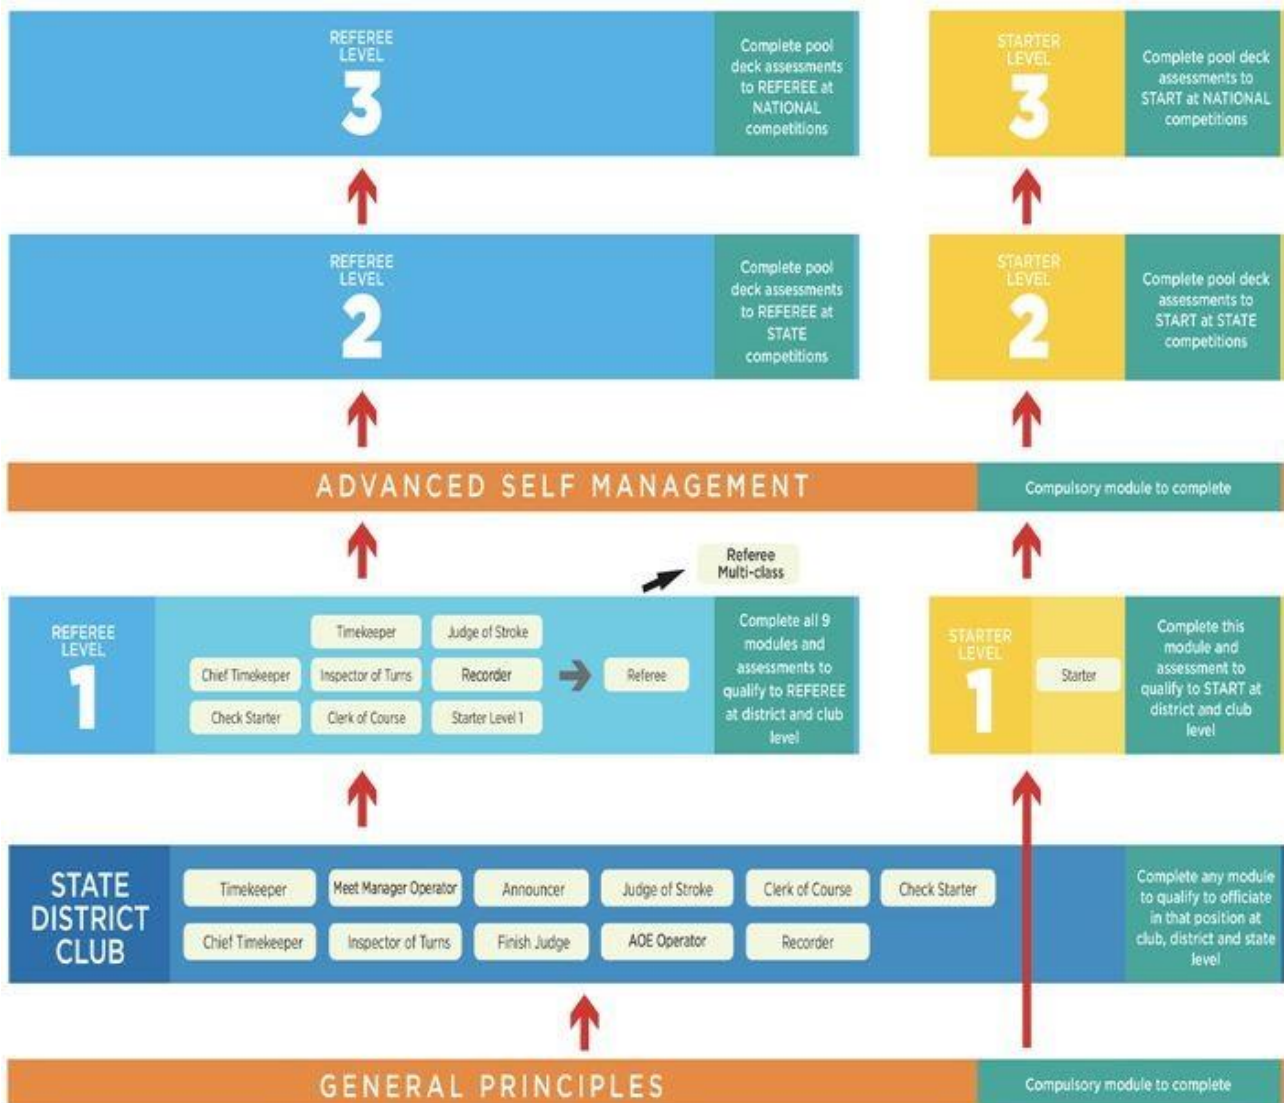 REFEREE
LEVEL
3
Complete pool
deck assessments
to REFEREE at
NATIONAL
competitions
STARTER
LEVEL
3
Complete pool deck
assessments to
START at NATIONAL
competitions
REFEREE
LEVEL
2
Complete pool
deck assessments
to REFEREE at
STATE
competitions
STARTER
LEVEL
2
Complete pool deck
assessments to
START at STATE
competitions
ADVANCED SELF MANAGEMENT
Compulsory module to complete
Referee
Multi-class
REFEREE
LEVEL
1
Timekeeper
Judge of Stroke
Chief Timekeeper
Inspector of Turns
Recorder
Referee
Check Starter
Clerk of Course
Starter Level 1
Complete all 9
modules and
assessments to
qualify to REFEREE
at district and club
level
STARTER
LEVEL
1
Starter
Complete this
module and
assessment to
qualify to START at
district and club
level
STATE
DISTRICT
CLUB
Timekeeper
Meet Manager Operator
Announcer
Judge of Stroke
Clerk of Course
Check Starter
Chief Timekeeper
Inspector of Turns
Finish Judge
AOE Operator
Recorder
Complete any module
to qualify to officiate
in that position at
club, district and state
level
GENERAL PRINCIPLES
Compulsory module to complete